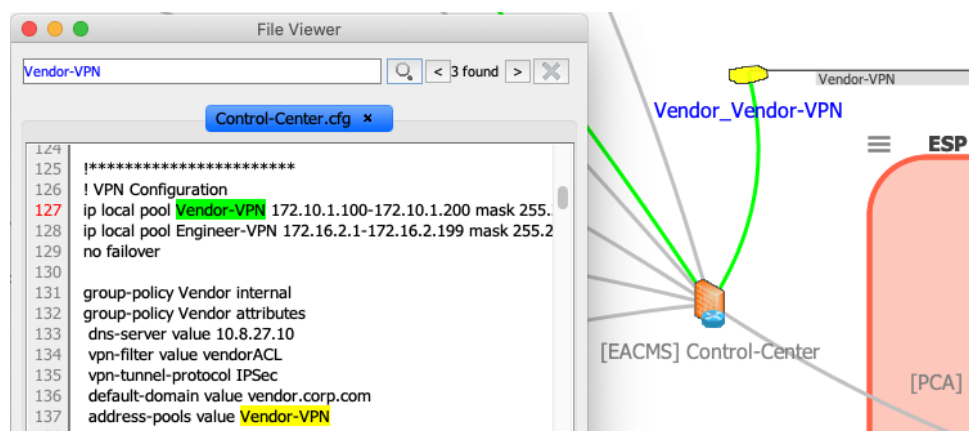 File Viewer
Vendor-VPN
< 3 found >
Control-Center.cfg ×
124
125 !***********************
126 ! VPN Configuration
127 ip local pool Vendor-VPN 172.10.1.100-172.10.1.200 mask 255.
128 ip local pool Engineer-VPN 172.16.2.1-172.16.2.199 mask 255.2
129 no failover
130
131 group-policy Vendor internal
132 group-policy Vendor attributes
133 dns-server value 10.8.27.10
134 vpn-filter value vendorACL
135 vpn-tunnel-protocol IPSec
136 default-domain value vendor.corp.com
137 address-pools value Vendor-VPN
Vendor-VPN
Vendor_Vendor-VPN
ESP
[EACMS] Control-Center
[PCA]